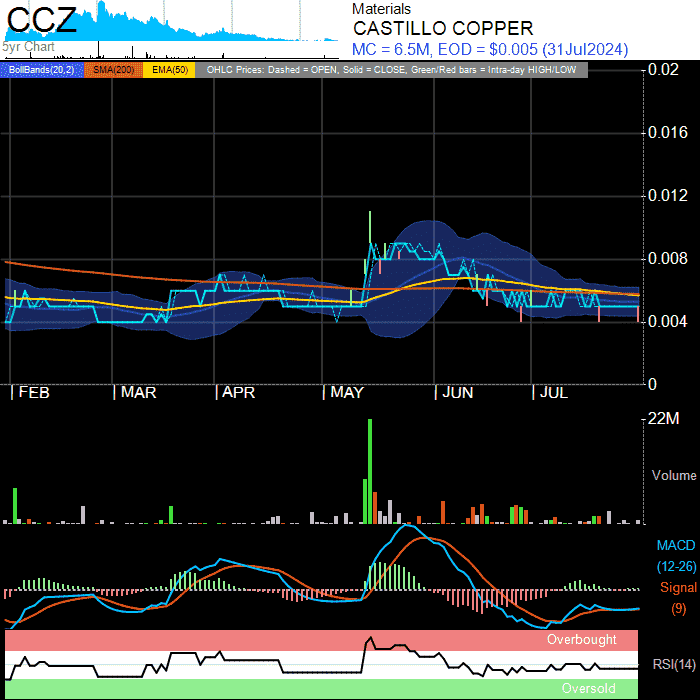 CCZ
5yr Chart
Materials
CASTILLO COPPER
MC = 6.5M, EOD = $0.005 (31Jul2024)
BollBands(20,2) SMA(200) EMA(50) OHLC Prices: Dashed = OPEN, Solid = CLOSE, Green/Red bars = Intra-day HIGH/LOW
0.02
0.016
0.012
0.008
0.004
0
FEB MAR APR MAY JUN JUL
22M
Volume
MACD
(12-26)
Signal
(9)
Overbought
RSI(14)
Oversold